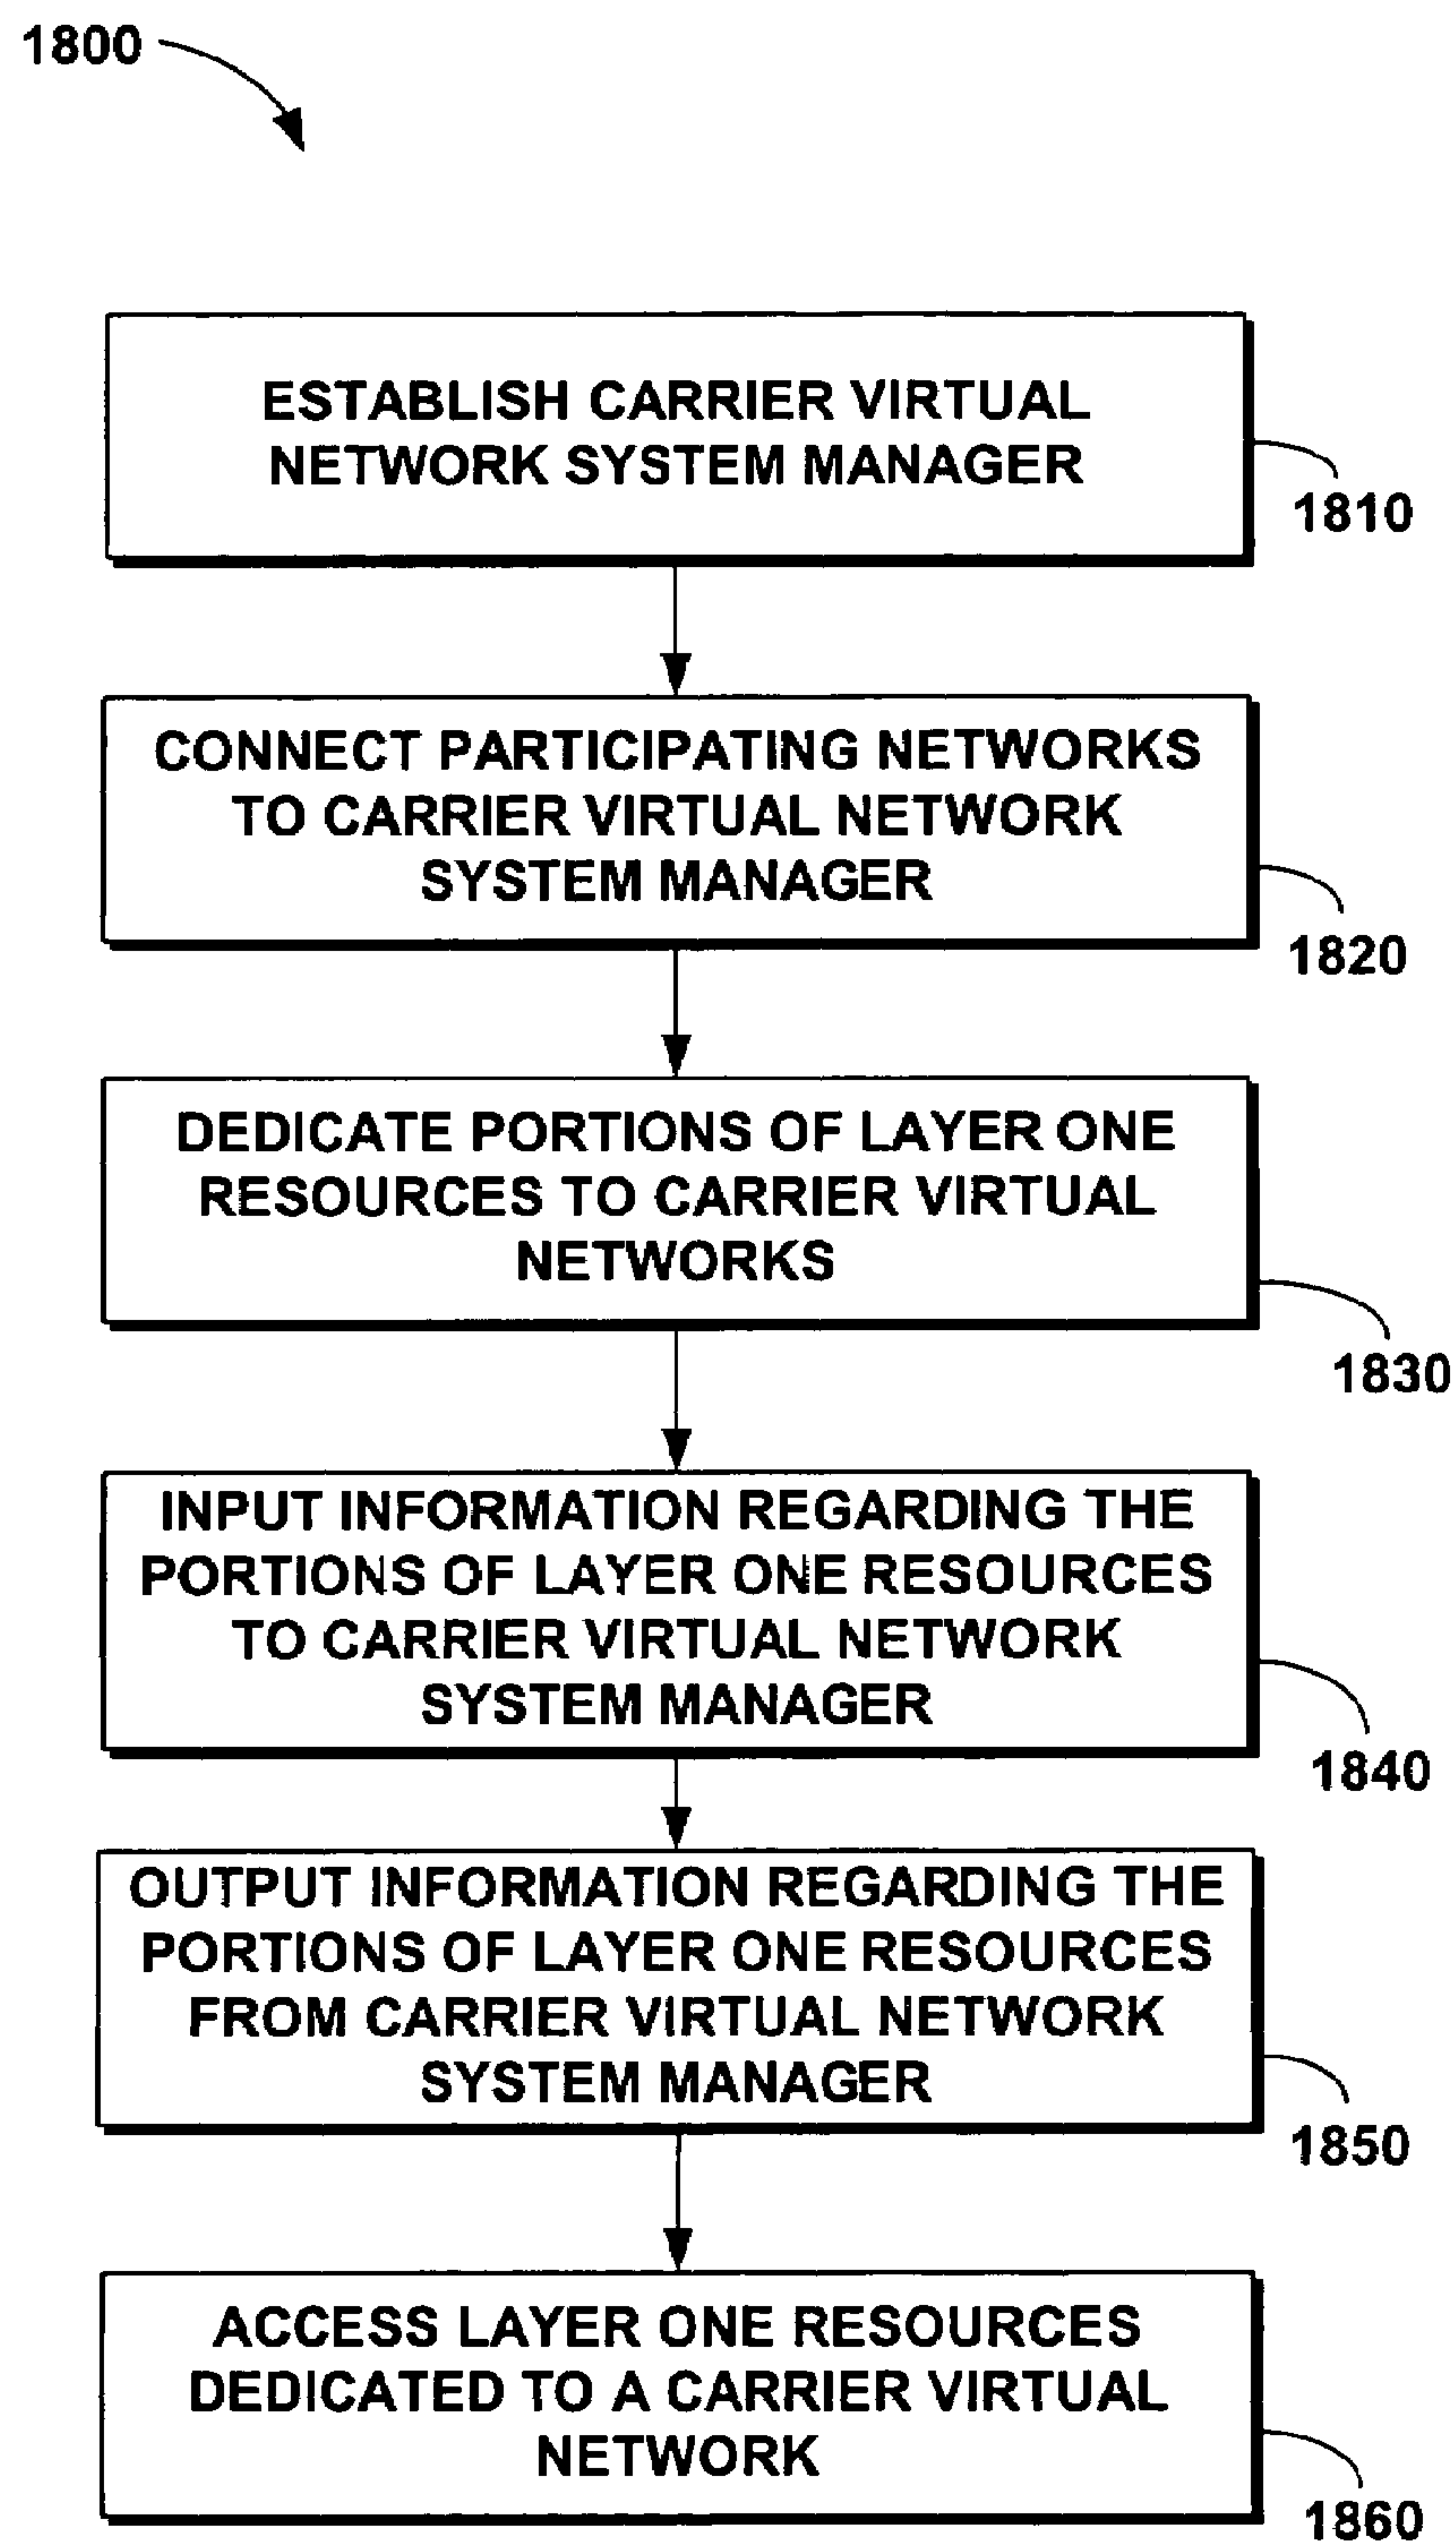 1800
ESTABLISH CARRIER VIRTUAL
NETWORK SYSTEM MANAGER
1810
CONNECT PARTICIPATING NETWORKS
TO CARRIER VIRTUAL NETWORK
SYSTEM MANAGER
1820
DEDICATE PORTIONS OF LAYER ONE
RESOURCES TO CARRIER VIRTUAL
NETWORKS
1830
INPUT INFORMATION REGARDING THE
PORTIONS OF LAYER ONE RESOURCES
TO CARRIER VIRTUAL NETWORK
SYSTEM MANAGER
1840
OUTPUT INFORMATION REGARDING THE
PORTIONS OF LAYER ONE RESOURCES
FROM CARRIER VIRTUAL NETWORK
SYSTEM MANAGER
1850
ACCESS LAYER ONE RESOURCES
DEDICATED TO A CARRIER VIRTUAL
NETWORK
1860